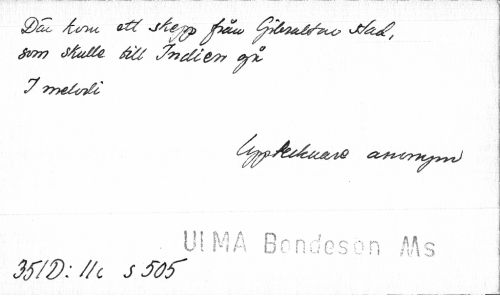 Där kom ett skepp från Gibraltar stad,
som skulle till Indien gå
I melodi
Upptecknare anonym
ULMA Bondeson Ms
351D: 11c s 505